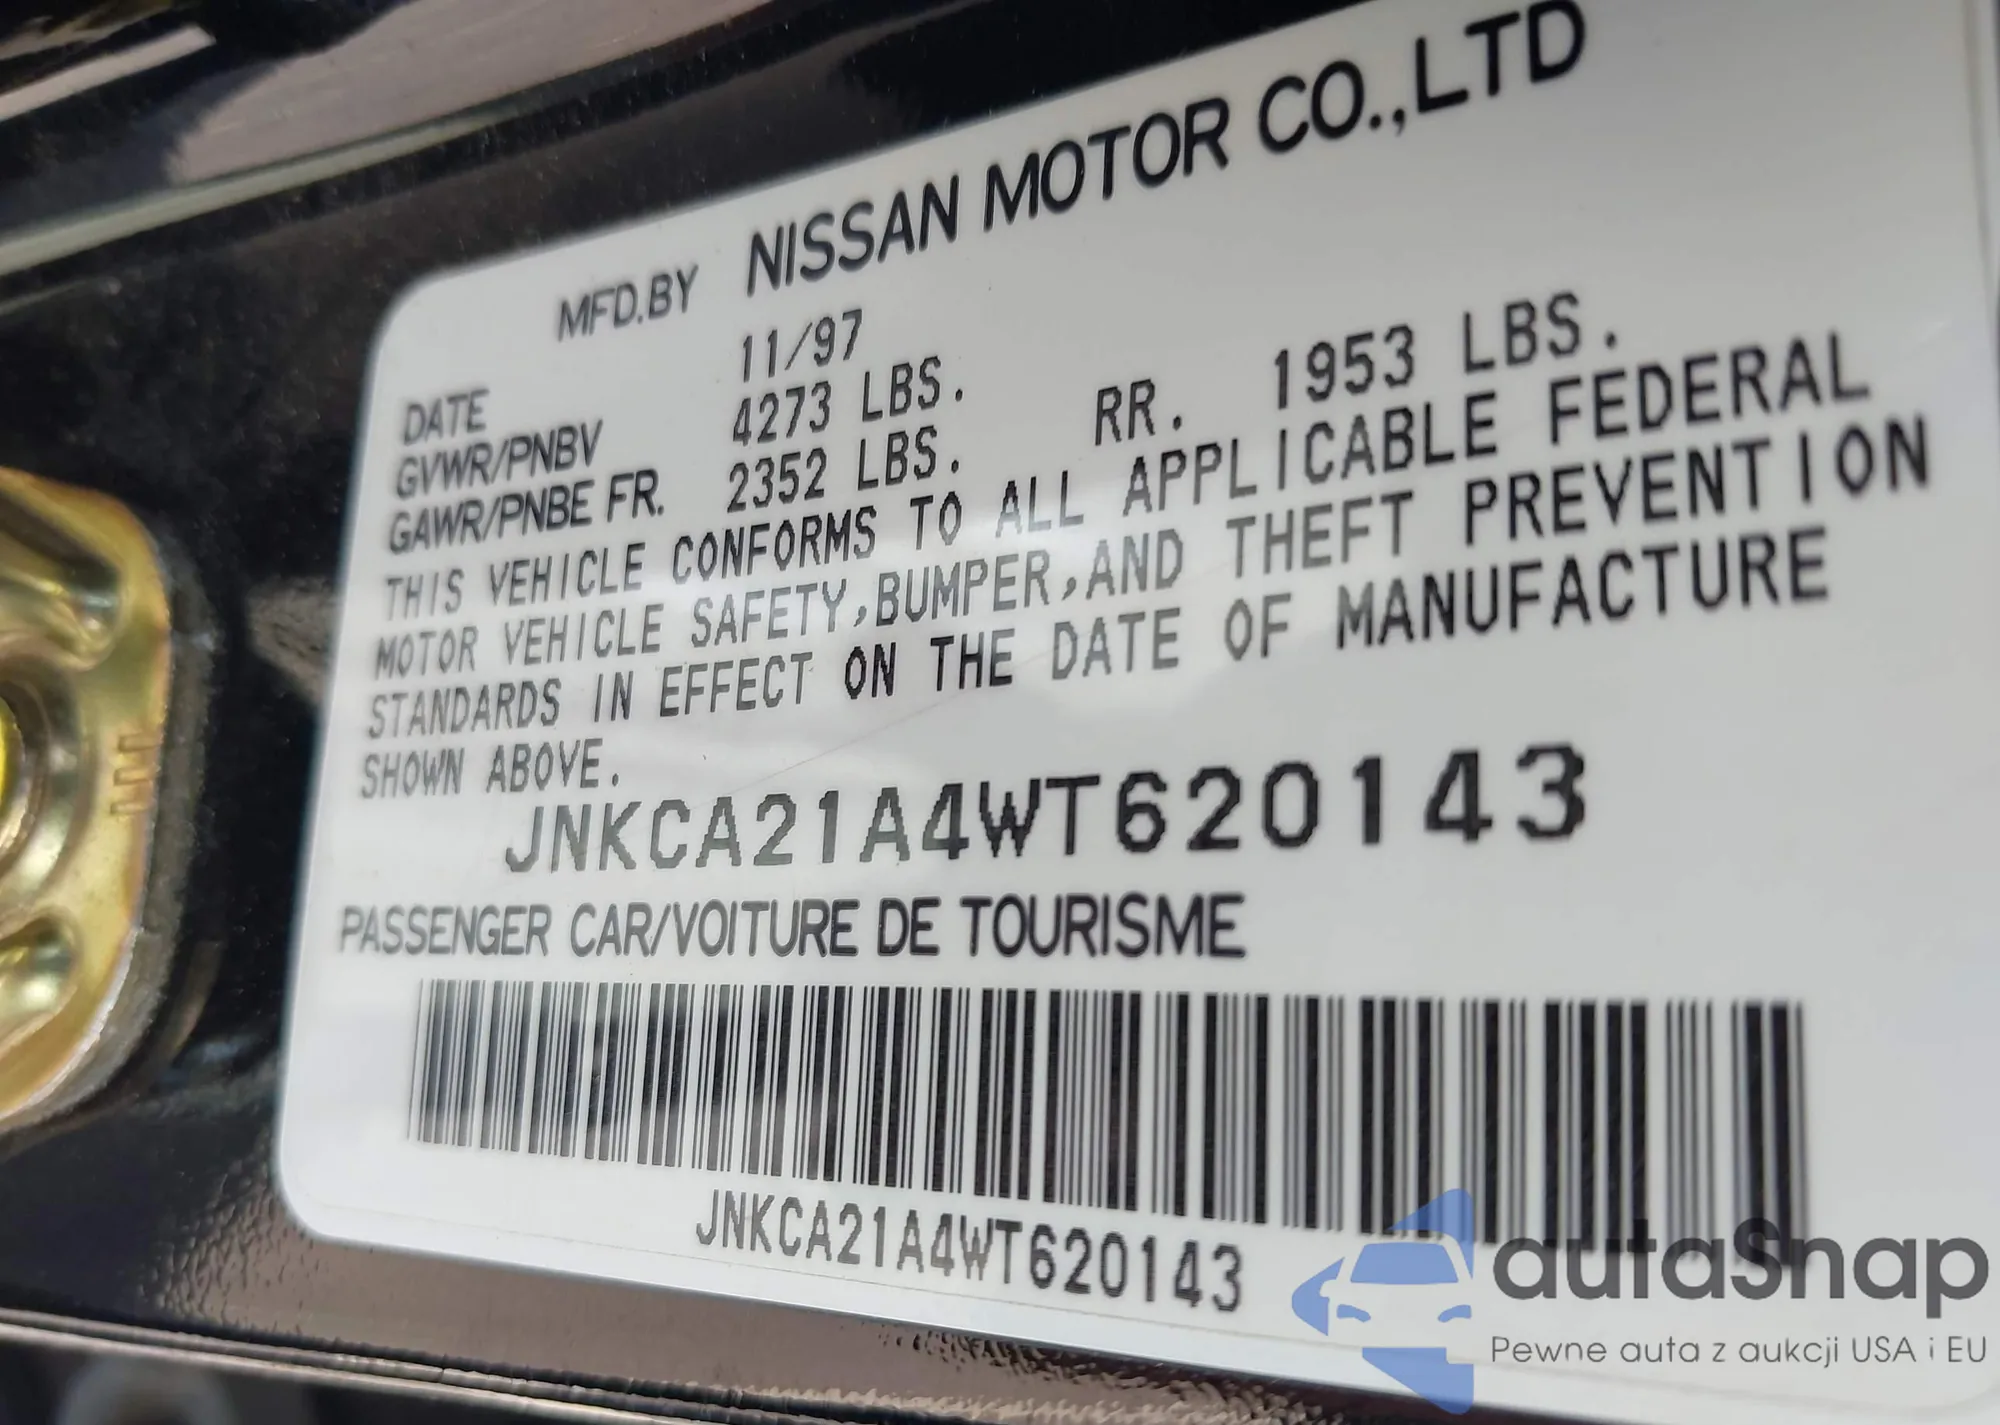 MFD.BY NISSAN MOTOR CO.,LTD
DATE 11/97
GVWR/PNBV 4273 LBS.
GAWR/PNBE FR. 2352 LBS. RR. 1953 LBS.
THIS VEHICLE CONFORMS TO ALL APPLICABLE FEDERAL
MOTOR VEHICLE SAFETY,BUMPER,AND THEFT PREVENTION
STANDARDS IN EFFECT ON THE DATE OF MANUFACTURE
SHOWN ABOVE.
JNKCA21A4WT620143
PASSENGER CAR/VOITURE DE TOURISME
JNKCA21A4WT620143
autaSnap
Pewne auta z aukcji USA i EU